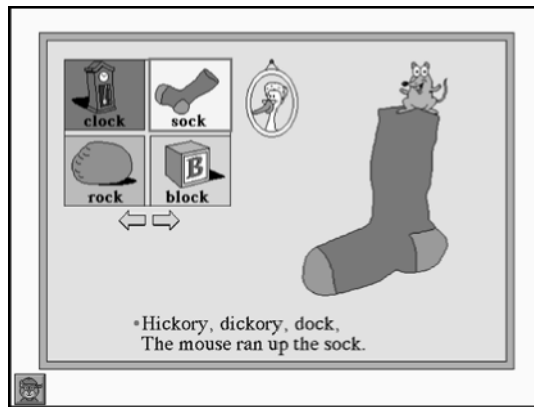 clock
sock
rock
B
block
Hickory, dickory, dock,
The mouse ran up the sock.